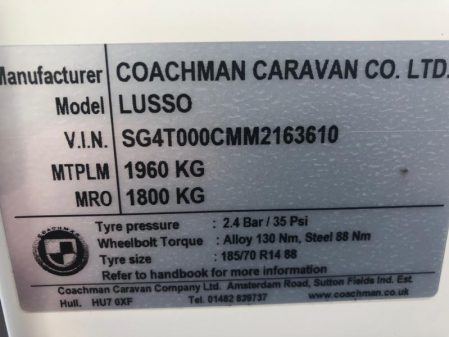 Manufacturer COACHMAN CARAVAN CO. LTD.
Model LUSSO
V.I.N. SG4T000CMM2163610
MTPLM 1960 KG
MRO 1800 KG
COACHMAN
Tyre pressure : 2.4 Bar / 35 Psi
Wheelbolt Torque : Alloy 130 Nm, Steel 88 Nm
Tyre size : 185/70 R14 88
Refer to handbook for more information
Coachman Caravan Company Ltd. Amsterdam Road, Sutton Fields Ind. Est.
Hull. HU7 0XF Tel. 01482 839737 www.coachman.co.uk